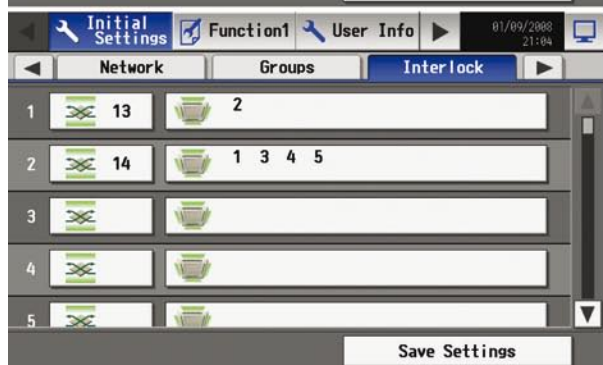 Initial Settings Function1 User Info 01/09/2008 21:04
Network Groups Interlock
1 13 2
2 14 1 3 4 5
3
4
5
Save Settings